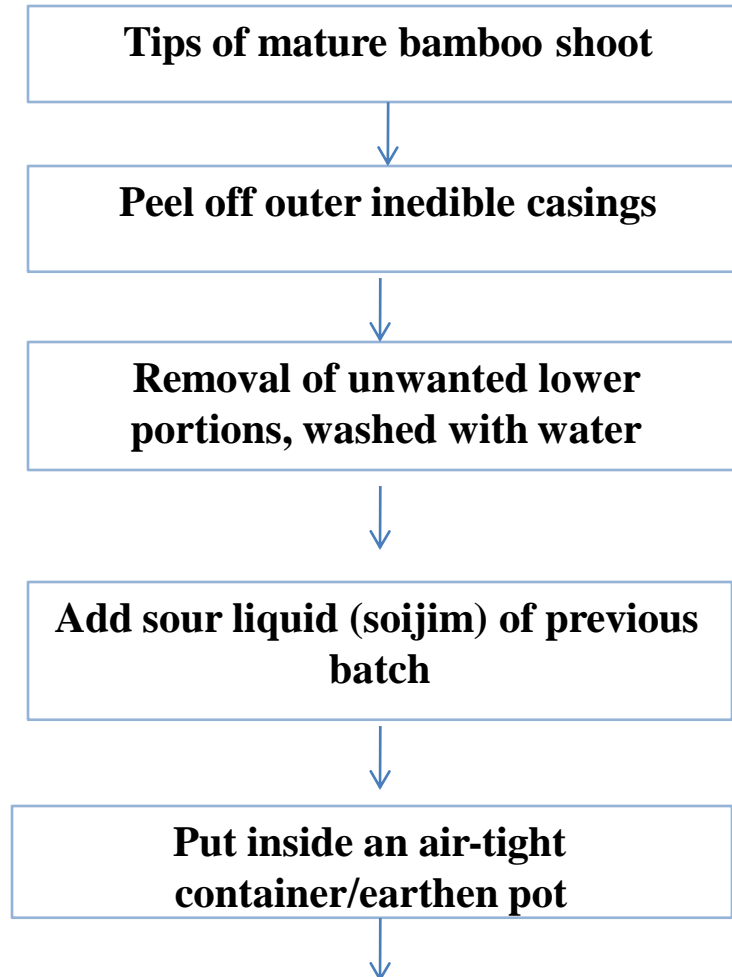 Tips of mature bamboo shoot
Peel off outer inedible casings
Removal of unwanted lower
portions, washed with water
Add sour liquid (soijim) of previous
batch
Put inside an air-tight
container/earthen pot